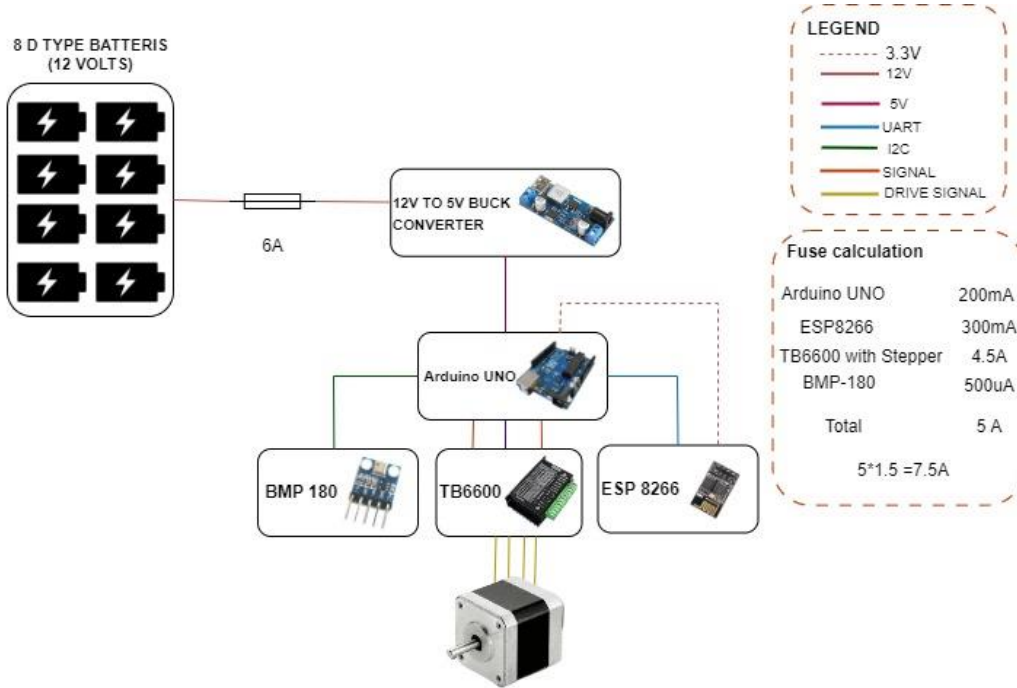 8 D TYPE BATTERIS
(12 VOLTS)
6A
12V TO 5V BUCK
CONVERTER
Arduino UNO
BMP 180
TB6600
ESP 8266
LEGEND
3.3V
12V
5V
UART
I2C
SIGNAL
DRIVE SIGNAL
Fuse calculation
Arduino UNO 200mA
ESP8266 300mA
TB6600 with Stepper 4.5A
BMP-180 500uA
Total 5 A
5*1.5 =7.5A